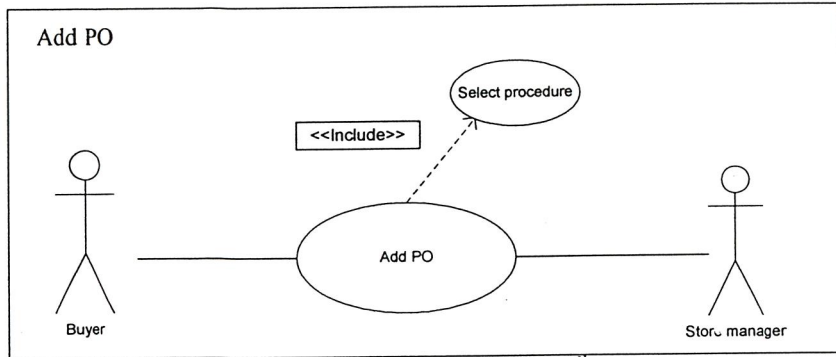 Add PO
Select procedure
<<Include>>
Add PO
Buyer
Store manager